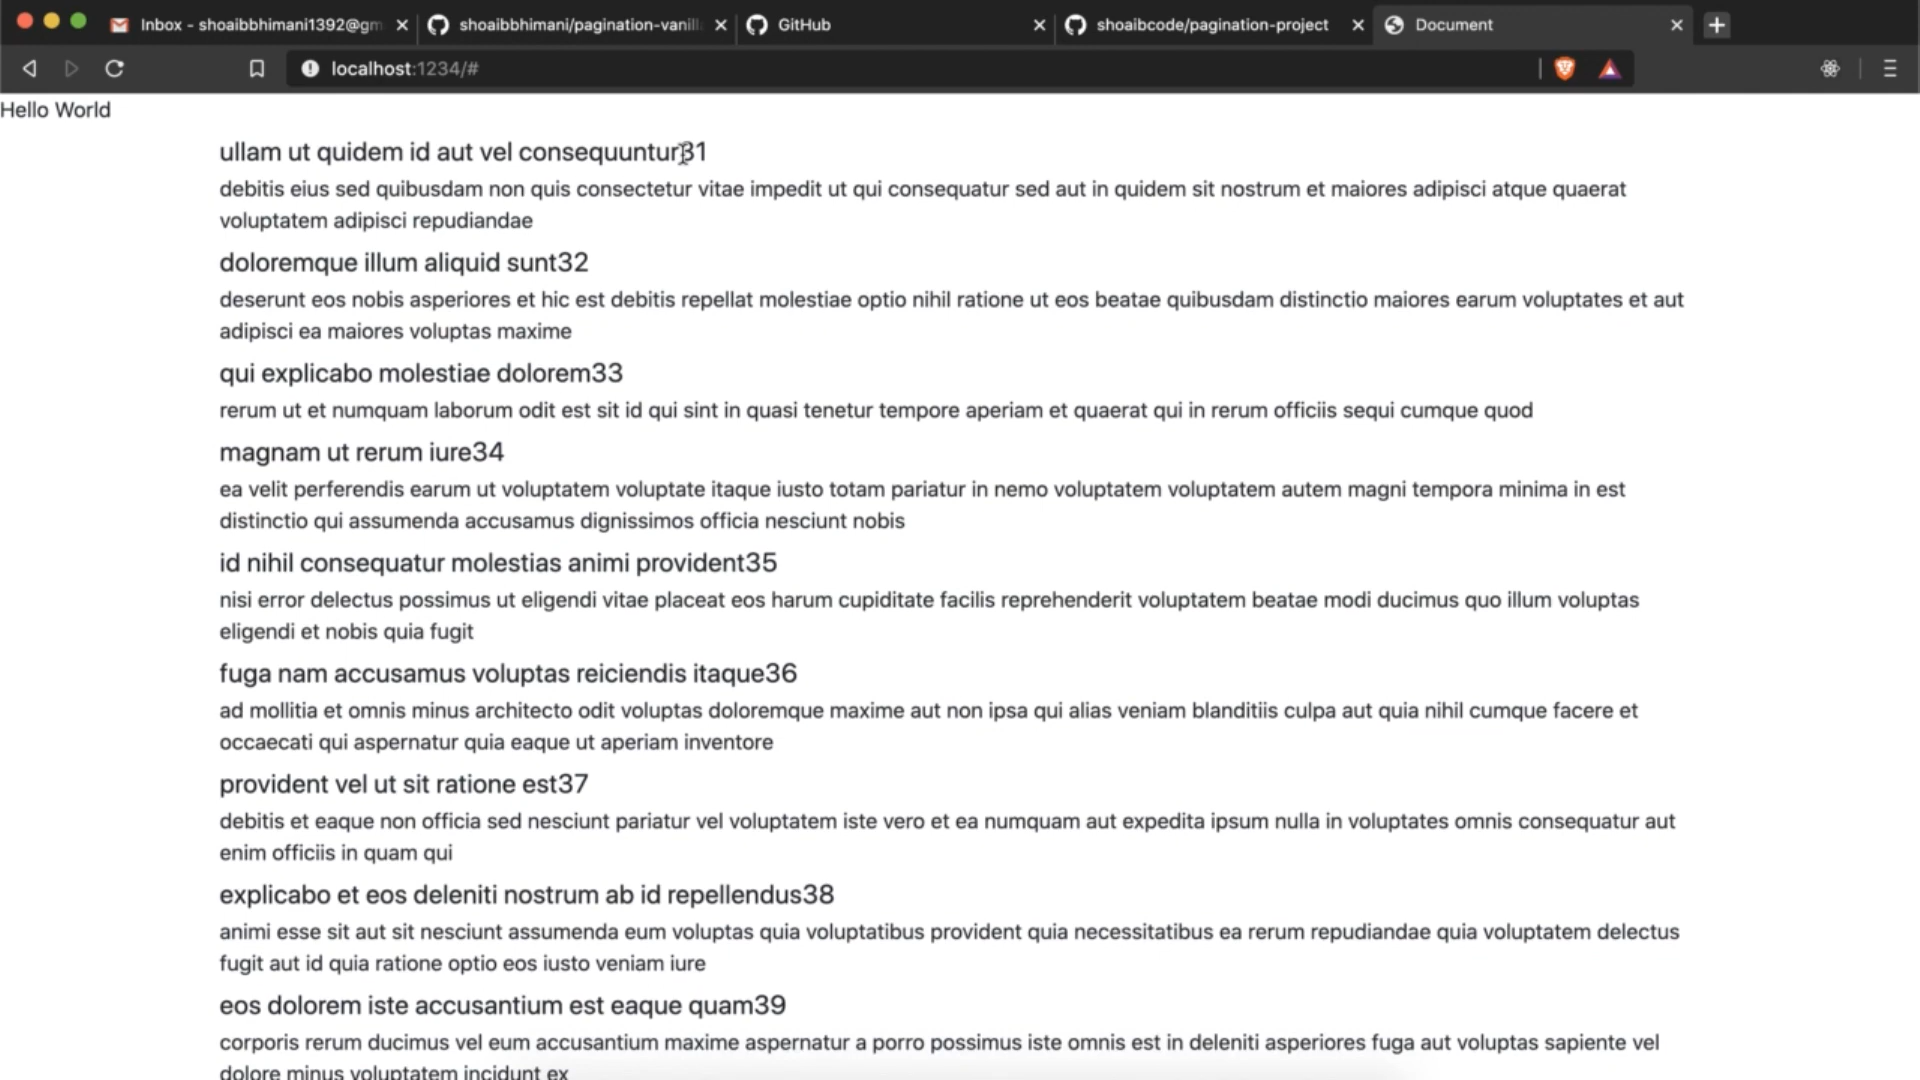 Inbox - shoaibbhimani1392@gm
shoaibbhimani/pagination-vanill
GitHub
shoaibcode/pagination-project
Document
localhost:1234/#
Hello World
ullam ut quidem id aut vel consequuntur31
debitis eius sed quibusdam non quis consectetur vitae impedit ut qui consequatur sed aut in quidem sit nostrum et maiores adipisci atque quaerat
voluptatem adipisci repudiandae
doloremque illum aliquid sunt32
deserunt eos nobis asperiores et hic est debitis repellat molestiae optio nihil ratione ut eos beatae quibusdam distinctio maiores earum voluptates et aut
adipisci ea maiores voluptas maxime
qui explicabo molestiae dolorem33
rerum ut et numquam laborum odit est sit id qui sint in quasi tenetur tempore aperiam et quaerat qui in rerum officiis sequi cumque quod
magnam ut rerum iure34
ea velit perferendis earum ut voluptatem voluptate itaque iusto totam pariatur in nemo voluptatem voluptatem autem magni tempora minima in est
distinctio qui assumenda accusamus dignissimos officia nesciunt nobis
id nihil consequatur molestias animi provident35
nisi error delectus possimus ut eligendi vitae placeat eos harum cupiditate facilis reprehenderit voluptatem beatae modi ducimus quo illum voluptas
eligendi et nobis quia fugit
fuga nam accusamus voluptas reiciendis itaque36
ad mollitia et omnis minus architecto odit voluptas doloremque maxime aut non ipsa qui alias veniam blanditiis culpa aut quia nihil cumque facere et
occaecati qui aspernatur quia eaque ut aperiam inventore
provident vel ut sit ratione est37
debitis et eaque non officia sed nesciunt pariatur vel voluptatem iste vero et ea numquam aut expedita ipsum nulla in voluptates omnis consequatur aut
enim officiis in quam qui
explicabo et eos deleniti nostrum ab id repellendus38
animi esse sit aut sit nesciunt assumenda eum voluptas quia voluptatibus provident quia necessitatibus ea rerum repudiandae quia voluptatem delectus
fugit aut id quia ratione optio eos iusto veniam iure
eos dolorem iste accusantium est eaque quam39
corporis rerum ducimus vel eum accusantium maxime aspernatur a porro possimus iste omnis est in deleniti asperiores fuga aut voluptas sapiente vel
dolore minus voluptatem incidunt ex